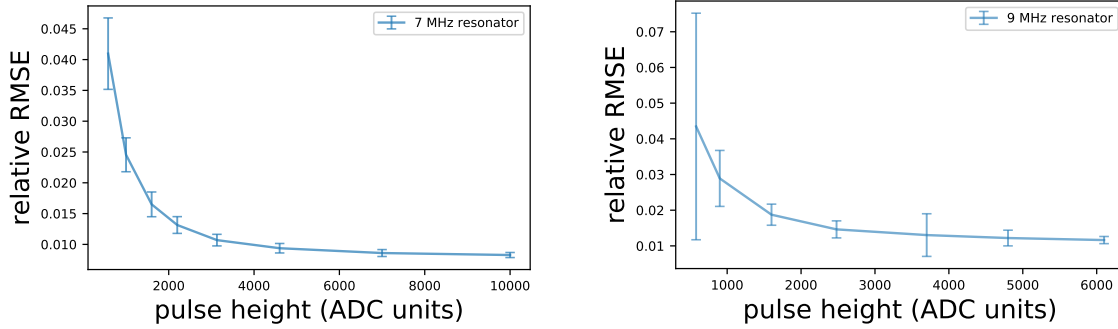 7 MHz resonator
relative RMSE
0.045
0.040
0.035
0.030
0.025
0.020
0.015
0.010
2000 4000 6000 8000 10000
pulse height (ADC units)
9 MHz resonator
relative RMSE
0.07
0.06
0.05
0.04
0.03
0.02
0.01
1000 2000 3000 4000 5000 6000
pulse height (ADC units)